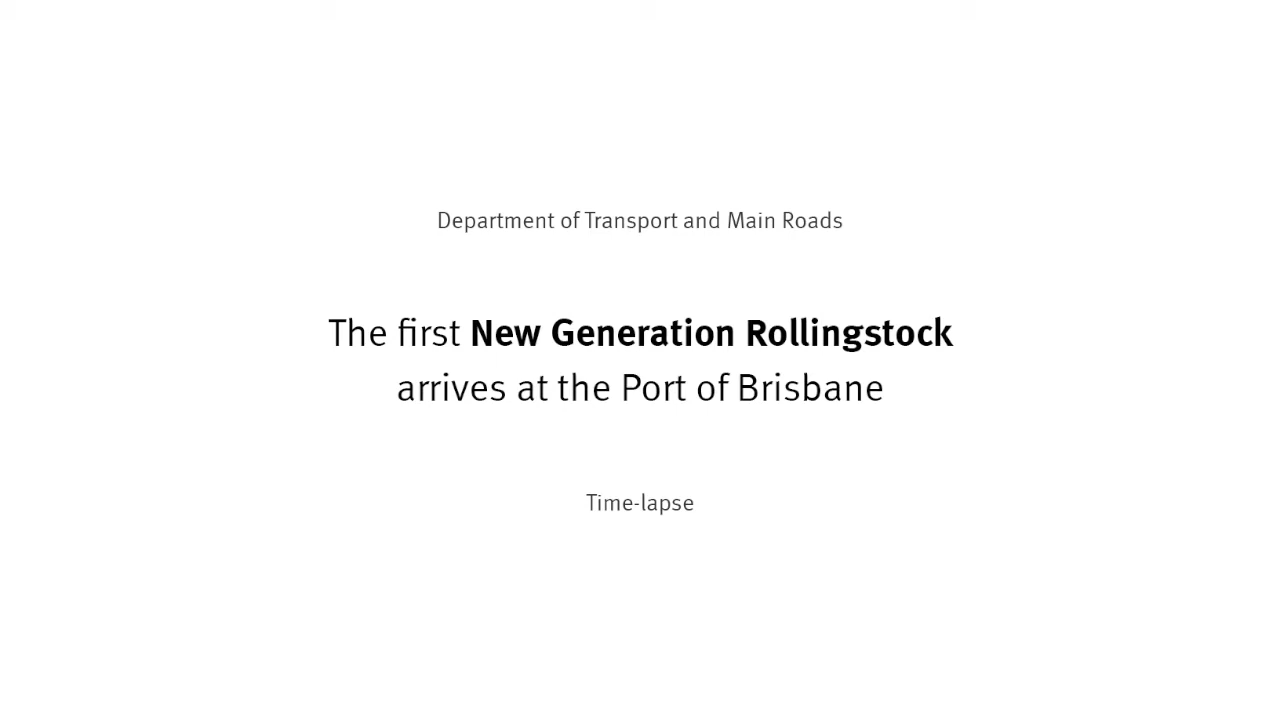 Department of Transport and Main Roads
The first New Generation Rollingstock
arrives at the Port of Brisbane
Time-lapse